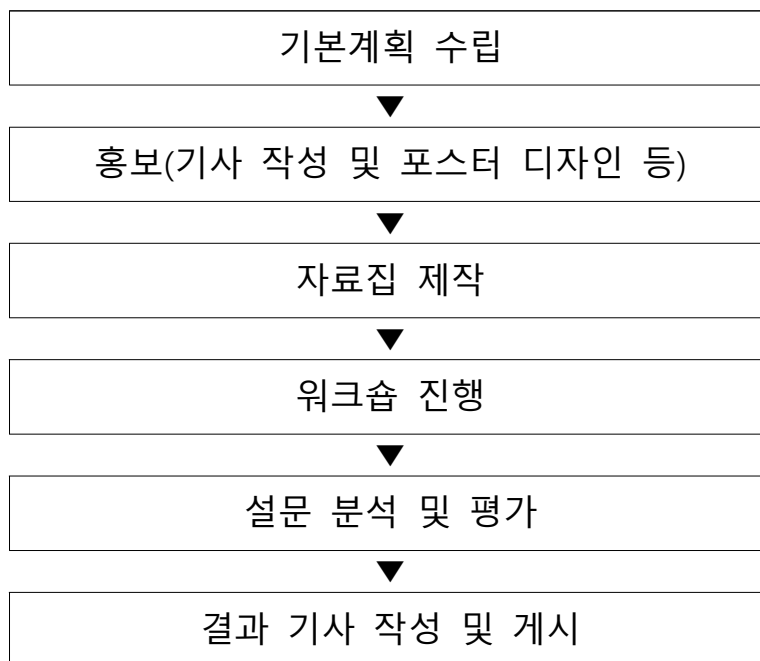 기본계획 수립
▼
홍보(기사 작성 및 포스터 디자인 등)
▼
자료집 제작
▼
워크숍 진행
▼
설문 분석 및 평가
▼
결과 기사 작성 및 게시